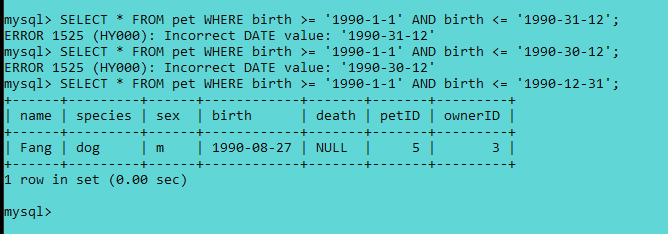 mysql> SELECT * FROM pet WHERE birth >= '1990-1-1' AND birth <= '1990-31-12';
ERROR 1525 (HY000): Incorrect DATE value: '1990-31-12'
mysql> SELECT * FROM pet WHERE birth >= '1990-1-1' AND birth <= '1990-30-12';
ERROR 1525 (HY000): Incorrect DATE value: '1990-30-12'
mysql> SELECT * FROM pet WHERE birth >= '1990-1-1' AND birth <= '1990-12-31';
+------+---------+------+------------+-------+-------+---------+
| name | species | sex  | birth      | death | petID | ownerID |
+------+---------+------+------------+-------+-------+---------+
| Fang | dog     | m    | 1990-08-27 | NULL  |     5 |       3 |
+------+---------+------+------------+-------+-------+---------+
1 row in set (0.00 sec)
mysql>